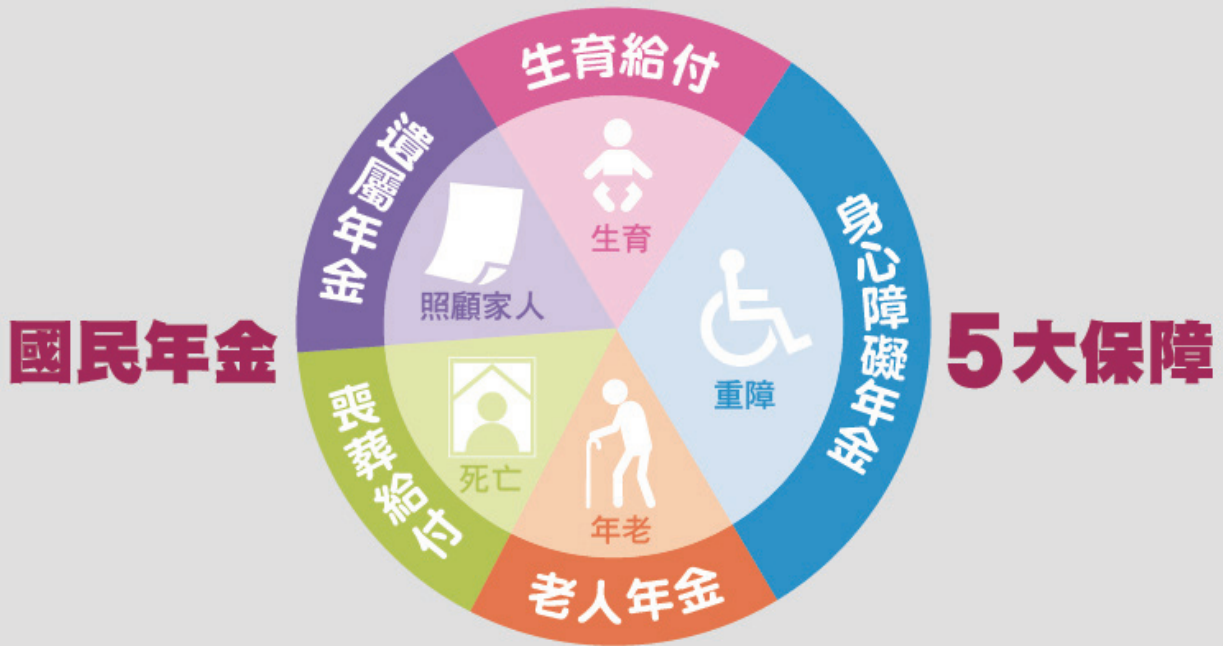 生育給付
生育
身心障礙年金
重障
老人年金
年老
喪葬給付
死亡
遺屬年金
照顧家人
國民年金
5大保障